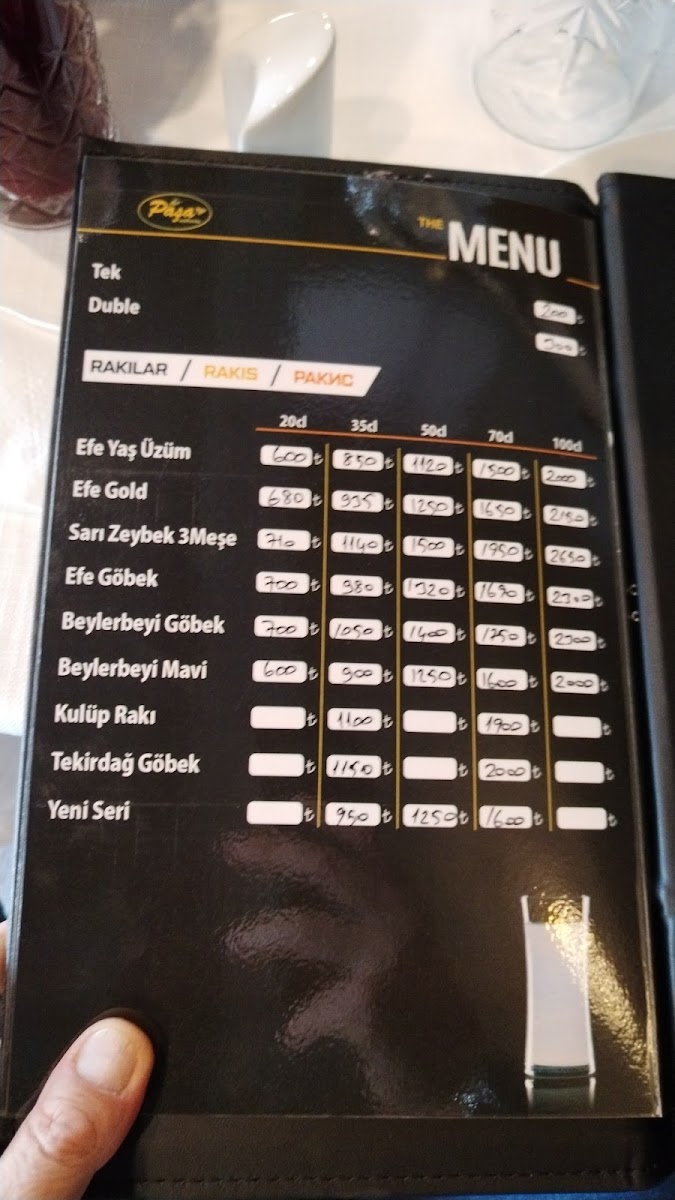 Paşa
THE MENU
Tek 200 ₺
Duble 300 ₺
RAKILAR / RAKIS / РАКИС
20cl 35cl 50cl 70cl 100cl
Efe Yaş Üzüm 600 ₺ 850 ₺ 1120 ₺ 1500 ₺ 2000 ₺
Efe Gold 680 ₺ 935 ₺ 1250 ₺ 1650 ₺ 2150 ₺
Sarı Zeybek 3Meşe 710 ₺ 1140 ₺ 1500 ₺ 1950 ₺ 2650 ₺
Efe Göbek 700 ₺ 980 ₺ 1320 ₺ 1690 ₺ 2300 ₺
Beylerbeyi Göbek 700 ₺ 1050 ₺ 1400 ₺ 1750 ₺ 2300 ₺
Beylerbeyi Mavi 600 ₺ 900 ₺ 1250 ₺ 1600 ₺ 2000 ₺
Kulüp Rakı ₺ 1100 ₺ ₺ 1900 ₺ ₺
Tekirdağ Göbek ₺ 1150 ₺ ₺ 2000 ₺ ₺
Yeni Seri ₺ 950 ₺ 1250 ₺ 1600 ₺ ₺